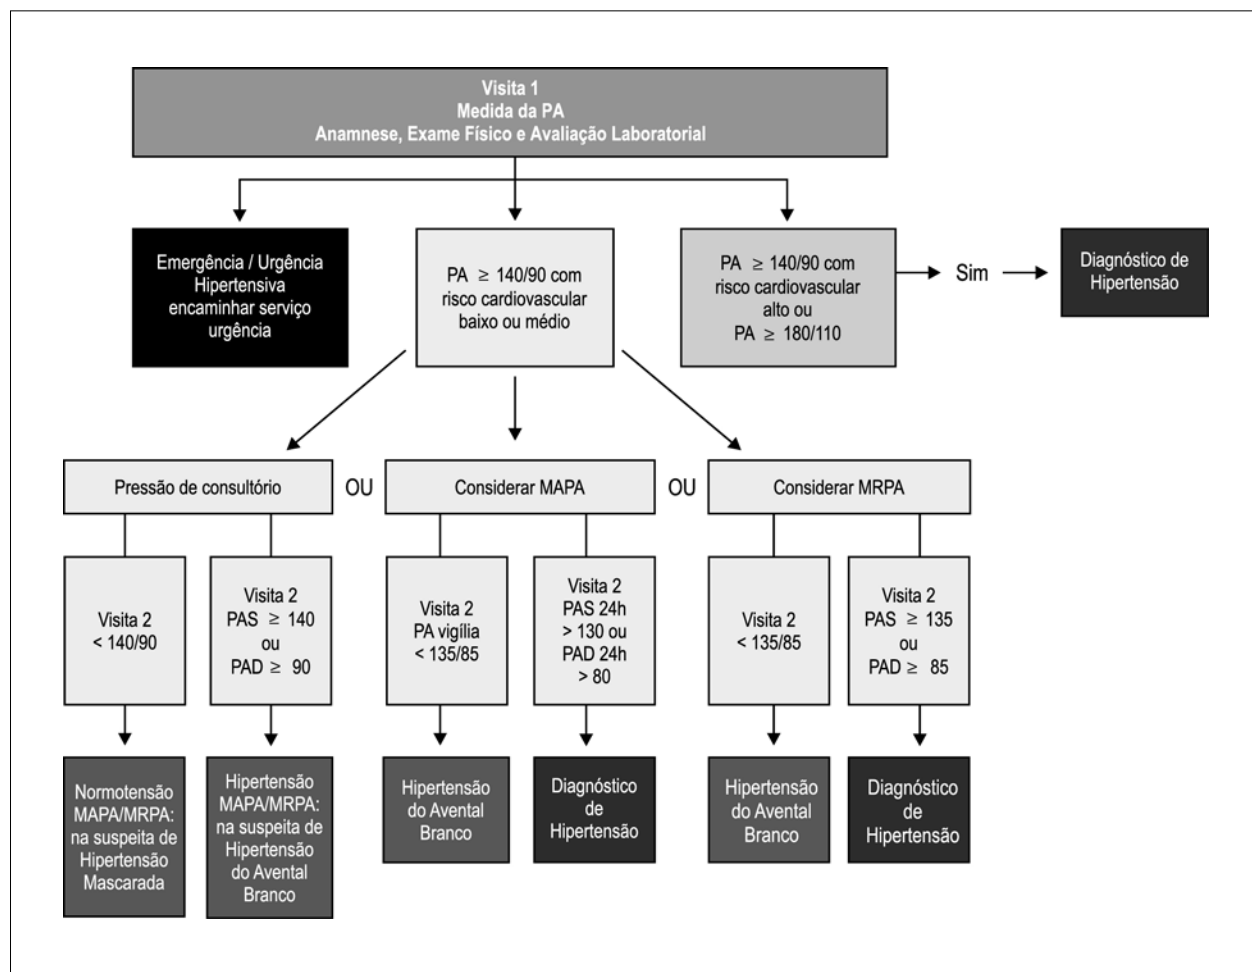 Visita 1
Medida da PA
Anamnese, Exame Físico e Avaliação Laboratorial
Emergência / Urgência
Hipertensiva
encaminhar serviço
urgência
PA ≥ 140/90 com
risco cardiovascular
baixo ou médio
PA ≥ 140/90 com
risco cardiovascular
alto ou
PA ≥ 180/110
Sim
Diagnóstico de
Hipertensão
Pressão de consultório
OU
Considerar MAPA
OU
Considerar MRPA
Visita 2
< 140/90
Visita 2
PAS ≥ 140
ou
PAD ≥ 90
Visita 2
PA vigília
< 135/85
Visita 2
PAS 24h
> 130 ou
PAD 24h
> 80
Visita 2
< 135/85
Visita 2
PAS ≥ 135
ou
PAD ≥ 85
Normotensão
MAPA/MRPA:
na suspeita de
Hipertensão
Mascarada
Hipertensão
MAPA/MRPA:
na suspeita de
Hipertensão
do Avental
Branco
Hipertensão
do Avental
Branco
Diagnóstico
de
Hipertensão
Hipertensão
do Avental
Branco
Diagnóstico
de
Hipertensão